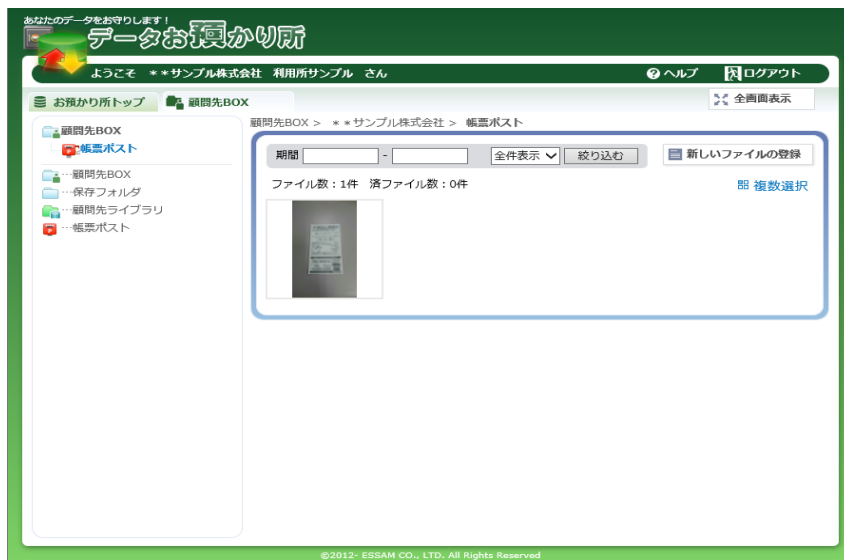 あなたのデータをお守りします！
データお預かり所
ようこそ ＊＊サンプル株式会社 利用所サンプル さん
ヘルプ
ログアウト
お預かり所トップ
顧問先BOX
全画面表示
顧問先BOX
帳票ポスト
…顧問先BOX
…保存フォルダ
…顧問先ライブラリ
…帳票ポスト
顧問先BOX > ＊＊サンプル株式会社 > 帳票ポスト
期間 - 全件表示 絞り込む
新しいファイルの登録
ファイル数：1件 済ファイル数：0件
複数選択
©2012- ESSAM CO., LTD. All Rights Reserved